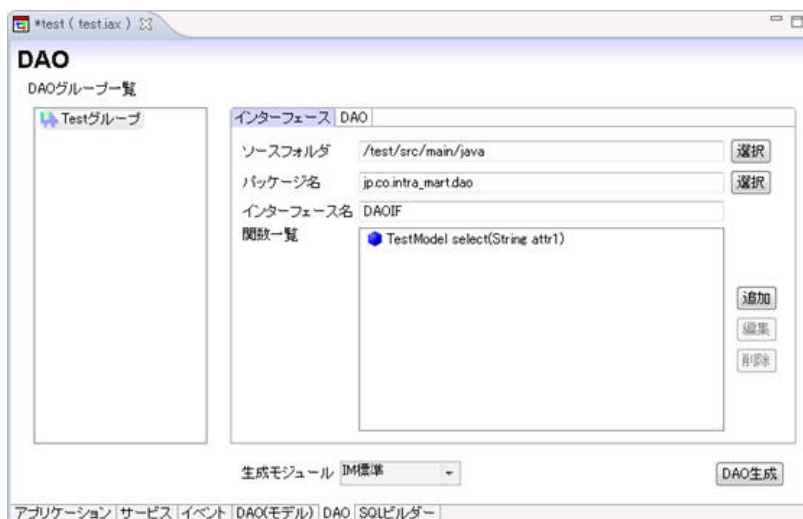 *test ( test.iax )
DAO
DAOグループ一覧
Testグループ
インターフェース DAO
ソースフォルダ /test/src/main/java 選択
パッケージ名 jp.co.intra_mart.dao 選択
インターフェース名 DAOIF
関数一覧 TestModel select(String attr1)
追加
編集
削除
生成モジュール IM標準 DAO生成
アプリケーション サービス イベント DAO(モデル) DAO SQLビルダー